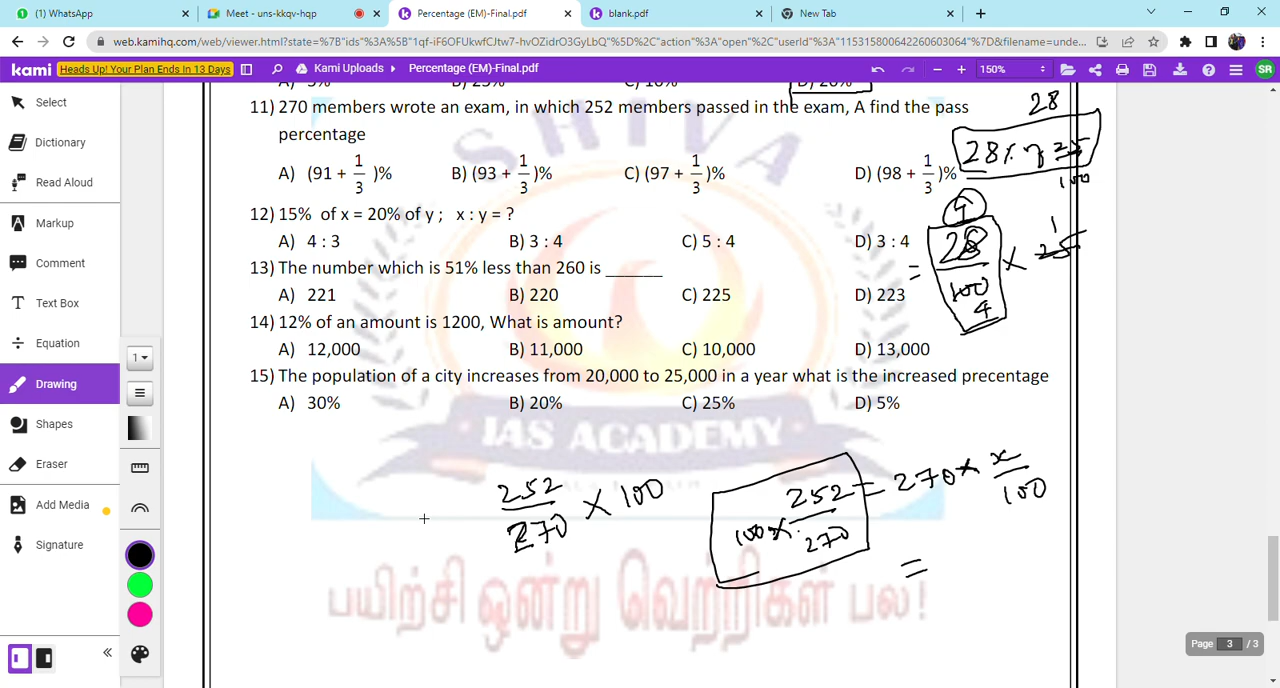 (1) WhatsApp
Meet - uns-kkqv-hqp
Percentage (EM)-Final.pdf
blank.pdf
New Tab
web.kamihq.com/web/viewer.html?state=%7B"ids"%3A%5B"1qf-iF6OFUkwfCJtw7-hvOZidrO3GyLbQ"%5D%2C"action"%3A"open"%2C"userId"%3A"115315800642260603064"%7D&filename=unde...
kami
Heads Up! Your Plan Ends In 13 Days
Kami Uploads
Percentage (EM)-Final.pdf
150%
SR
Select
Dictionary
Read Aloud
Markup
Comment
Text Box
Equation
Drawing
Shapes
Eraser
Add Media
Signature
1
11) 270 members wrote an exam, in which 252 members passed in the exam, A find the pass
percentage
A) (91 + 1/3 )% B) (93 + 1/3 )% C) (97 + 1/3 )% D) (98 + 1/3 )%
12) 15% of x = 20% of y ; x : y = ?
A) 4 : 3 B) 3 : 4 C) 5 : 4 D) 3 : 4
13) The number which is 51% less than 260 is ______
A) 221 B) 220 C) 225 D) 223
14) 12% of an amount is 1200, What is amount?
A) 12,000 B) 11,000 C) 10,000 D) 13,000
15) The population of a city increases from 20,000 to 25,000 in a year what is the increased precentage
A) 30% B) 20% C) 25% D) 5%
28
100
= 28/100 × 25
1
4
252/270 × 100
100 × 252/270
252 = 270 × x/100
=
SHIVA
IAS ACADEMY
பயிற்சி ஒன்று வெற்றிகள் பல!
Page 3 / 3